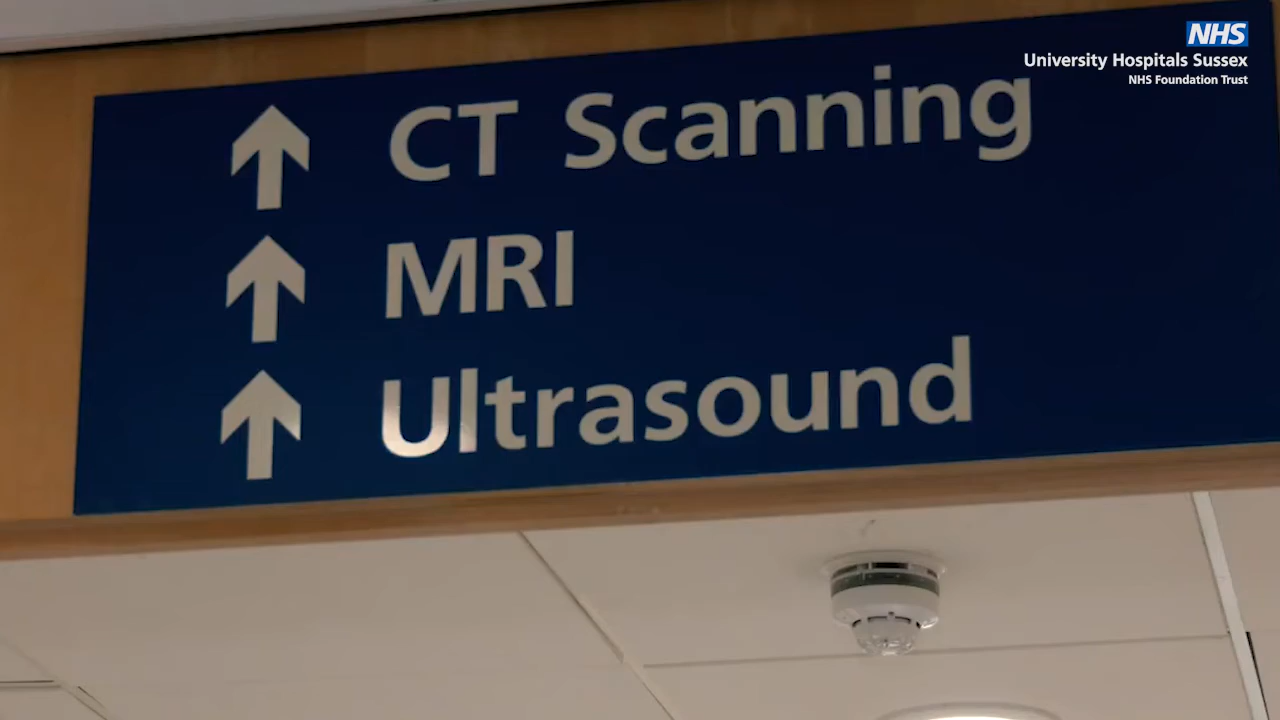 NHS
University Hospitals Sussex
NHS Foundation Trust
CT Scanning
MRI
Ultrasound